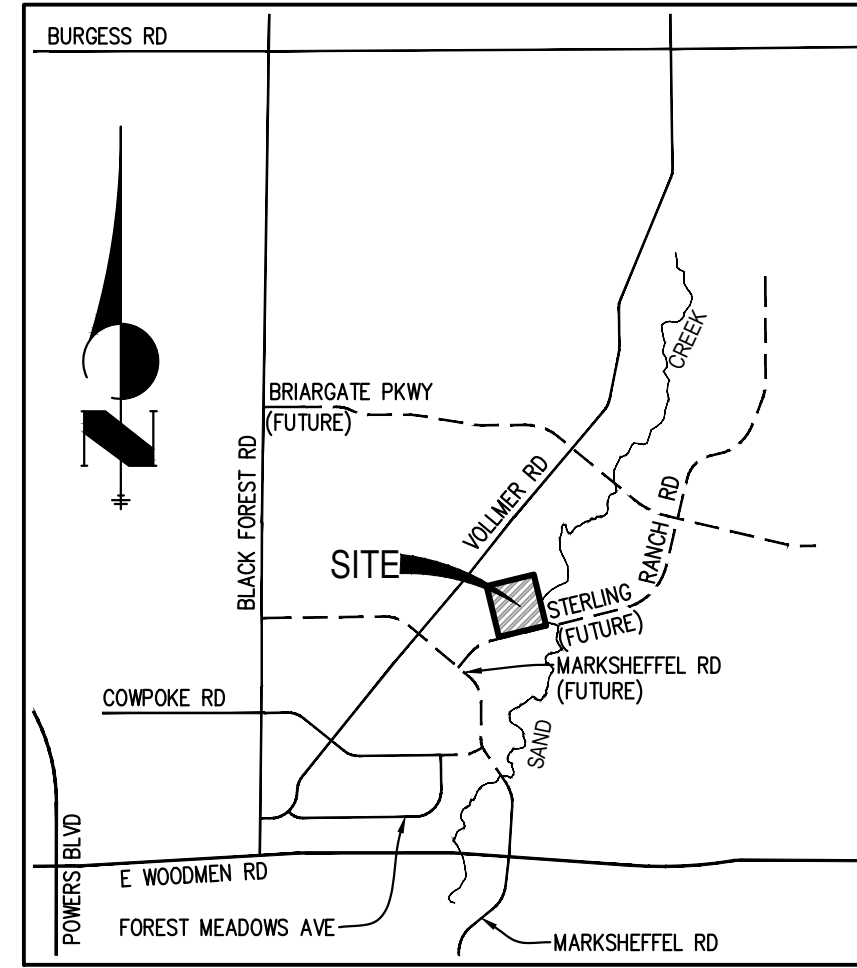 BURGESS RD
N
CREEK
BRIARGATE PKWY
(FUTURE)
BLACK FOREST RD
VOLLMER RD
RANCH RD
SITE
STERLING
(FUTURE)
MARKSHEFFEL RD
(FUTURE)
COWPOKE RD
SAND
POWERS BLVD
E WOODMEN RD
FOREST MEADOWS AVE
MARKSHEFFEL RD